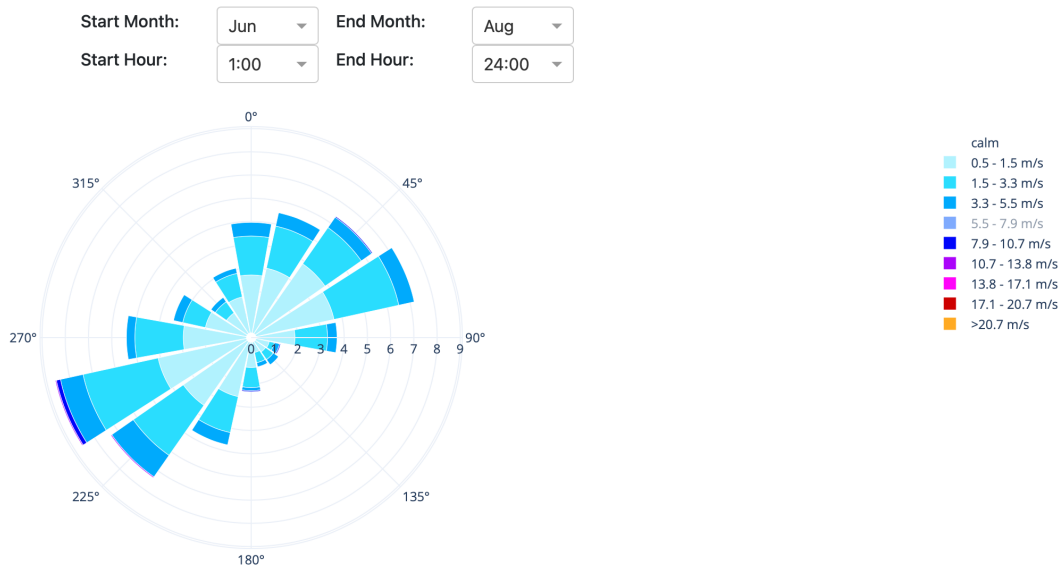 Start Month: Jun End Month: Aug
Start Hour: 1:00 End Hour: 24:00
0°
315° 45°
270° 90°
0 1 2 3 4 5 6 7 8 9
225° 135°
180°
calm
0.5 - 1.5 m/s
1.5 - 3.3 m/s
3.3 - 5.5 m/s
5.5 - 7.9 m/s
7.9 - 10.7 m/s
10.7 - 13.8 m/s
13.8 - 17.1 m/s
17.1 - 20.7 m/s
>20.7 m/s